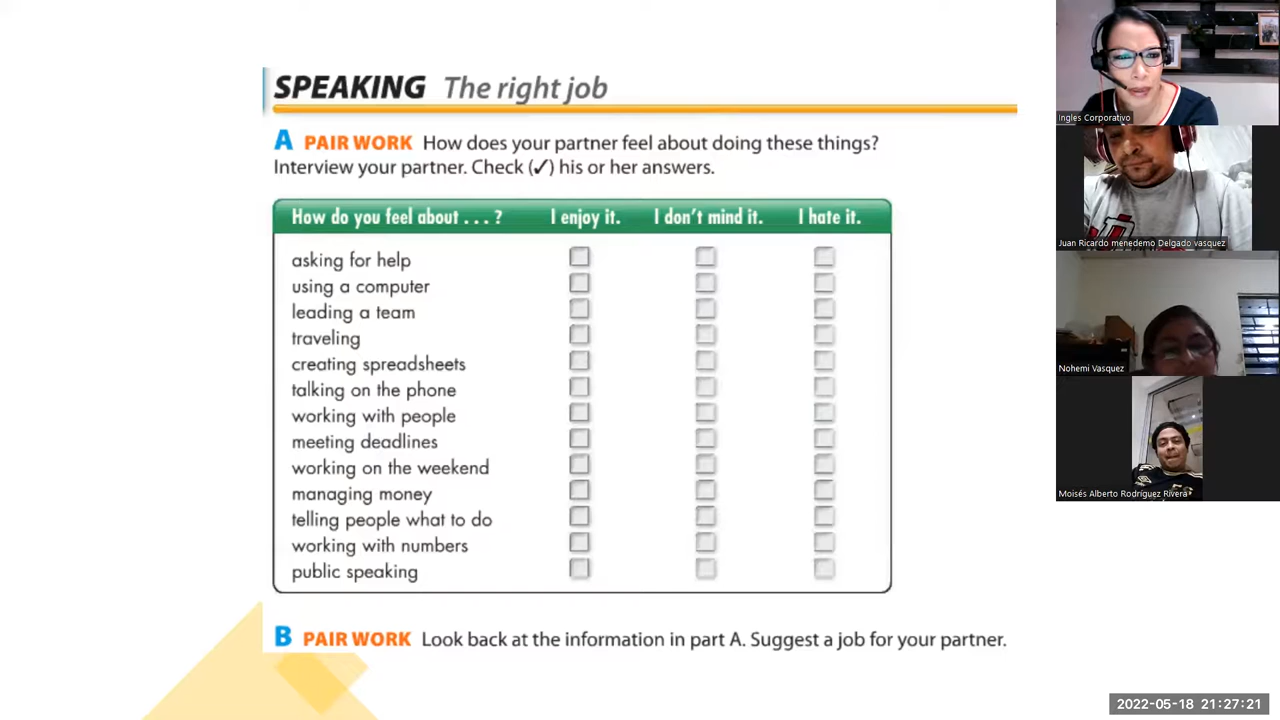 SPEAKING The right job
A PAIR WORK How does your partner feel about doing these things?
Interview your partner. Check (✓) his or her answers.
How do you feel about . . . ? I enjoy it. I don't mind it. I hate it.
asking for help
using a computer
leading a team
traveling
creating spreadsheets
talking on the phone
working with people
meeting deadlines
working on the weekend
managing money
telling people what to do
working with numbers
public speaking
B PAIR WORK Look back at the information in part A. Suggest a job for your partner.
Ingles Corporativo
Juan Ricardo menedemo Delgado vasquez
Nohemi Vasquez
Moisés Alberto Rodríguez Rivera
2022-05-18 21:27:21